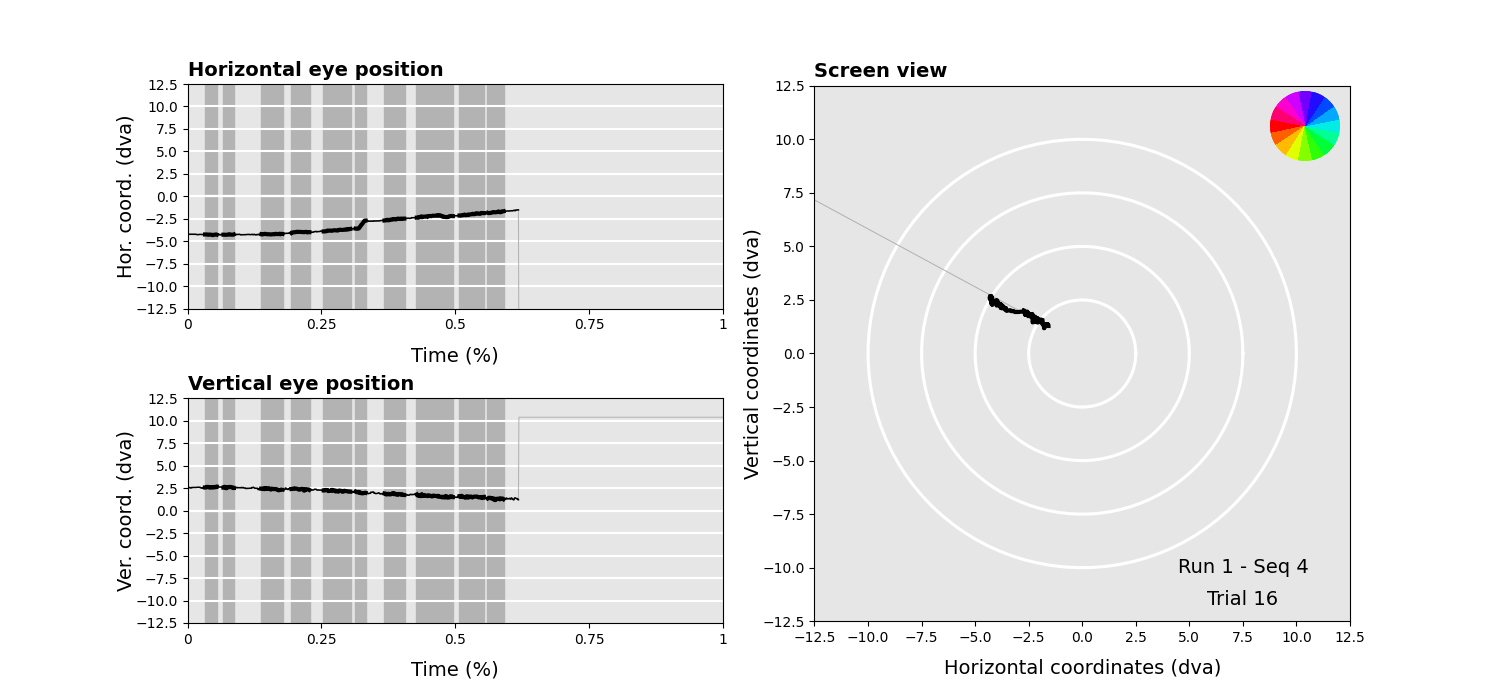 Horizontal eye position
Hor. coord. (dva)
12.5
10.0
7.5
5.0
2.5
0.0
−2.5
−5.0
−7.5
−10.0
−12.5
0 0.25 0.5 0.75 1
Time (%)
Vertical eye position
Ver. coord. (dva)
12.5
10.0
7.5
5.0
2.5
0.0
−2.5
−5.0
−7.5
−10.0
−12.5
0 0.25 0.5 0.75 1
Time (%)
Screen view
Vertical coordinates (dva)
12.5
10.0
7.5
5.0
2.5
0.0
−2.5
−5.0
−7.5
−10.0
−12.5
Run 1 - Seq 4
Trial 16
−12.5 −10.0 −7.5 −5.0 −2.5 0.0 2.5 5.0 7.5 10.0 12.5
Horizontal coordinates (dva)